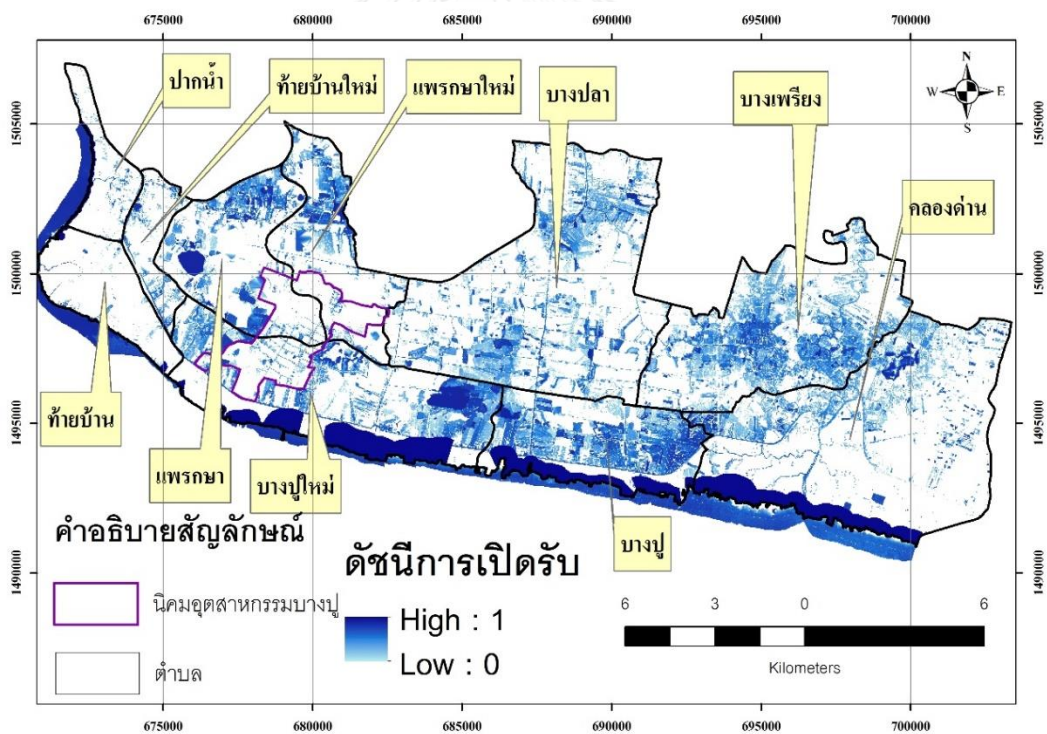 675000 680000 685000 690000 695000 700000
ปากน้ำ
ท้ายบ้านใหม่
แพรกษาใหม่
บางปลา
บางเพรียง
N
W E
S
คลองด่าน
1505000 1505000
1500000 1500000
1495000 1495000
1490000 1490000
ท้ายบ้าน
แพรกษา
บางปูใหม่
บางปู
คำอธิบายสัญลักษณ์
นิคมอุตสาหกรรมบางปู
ตำบล
ดัชนีการเปิดรับ
High : 1
Low : 0
6 3 0 6
Kilometers
675000 680000 685000 690000 695000 700000